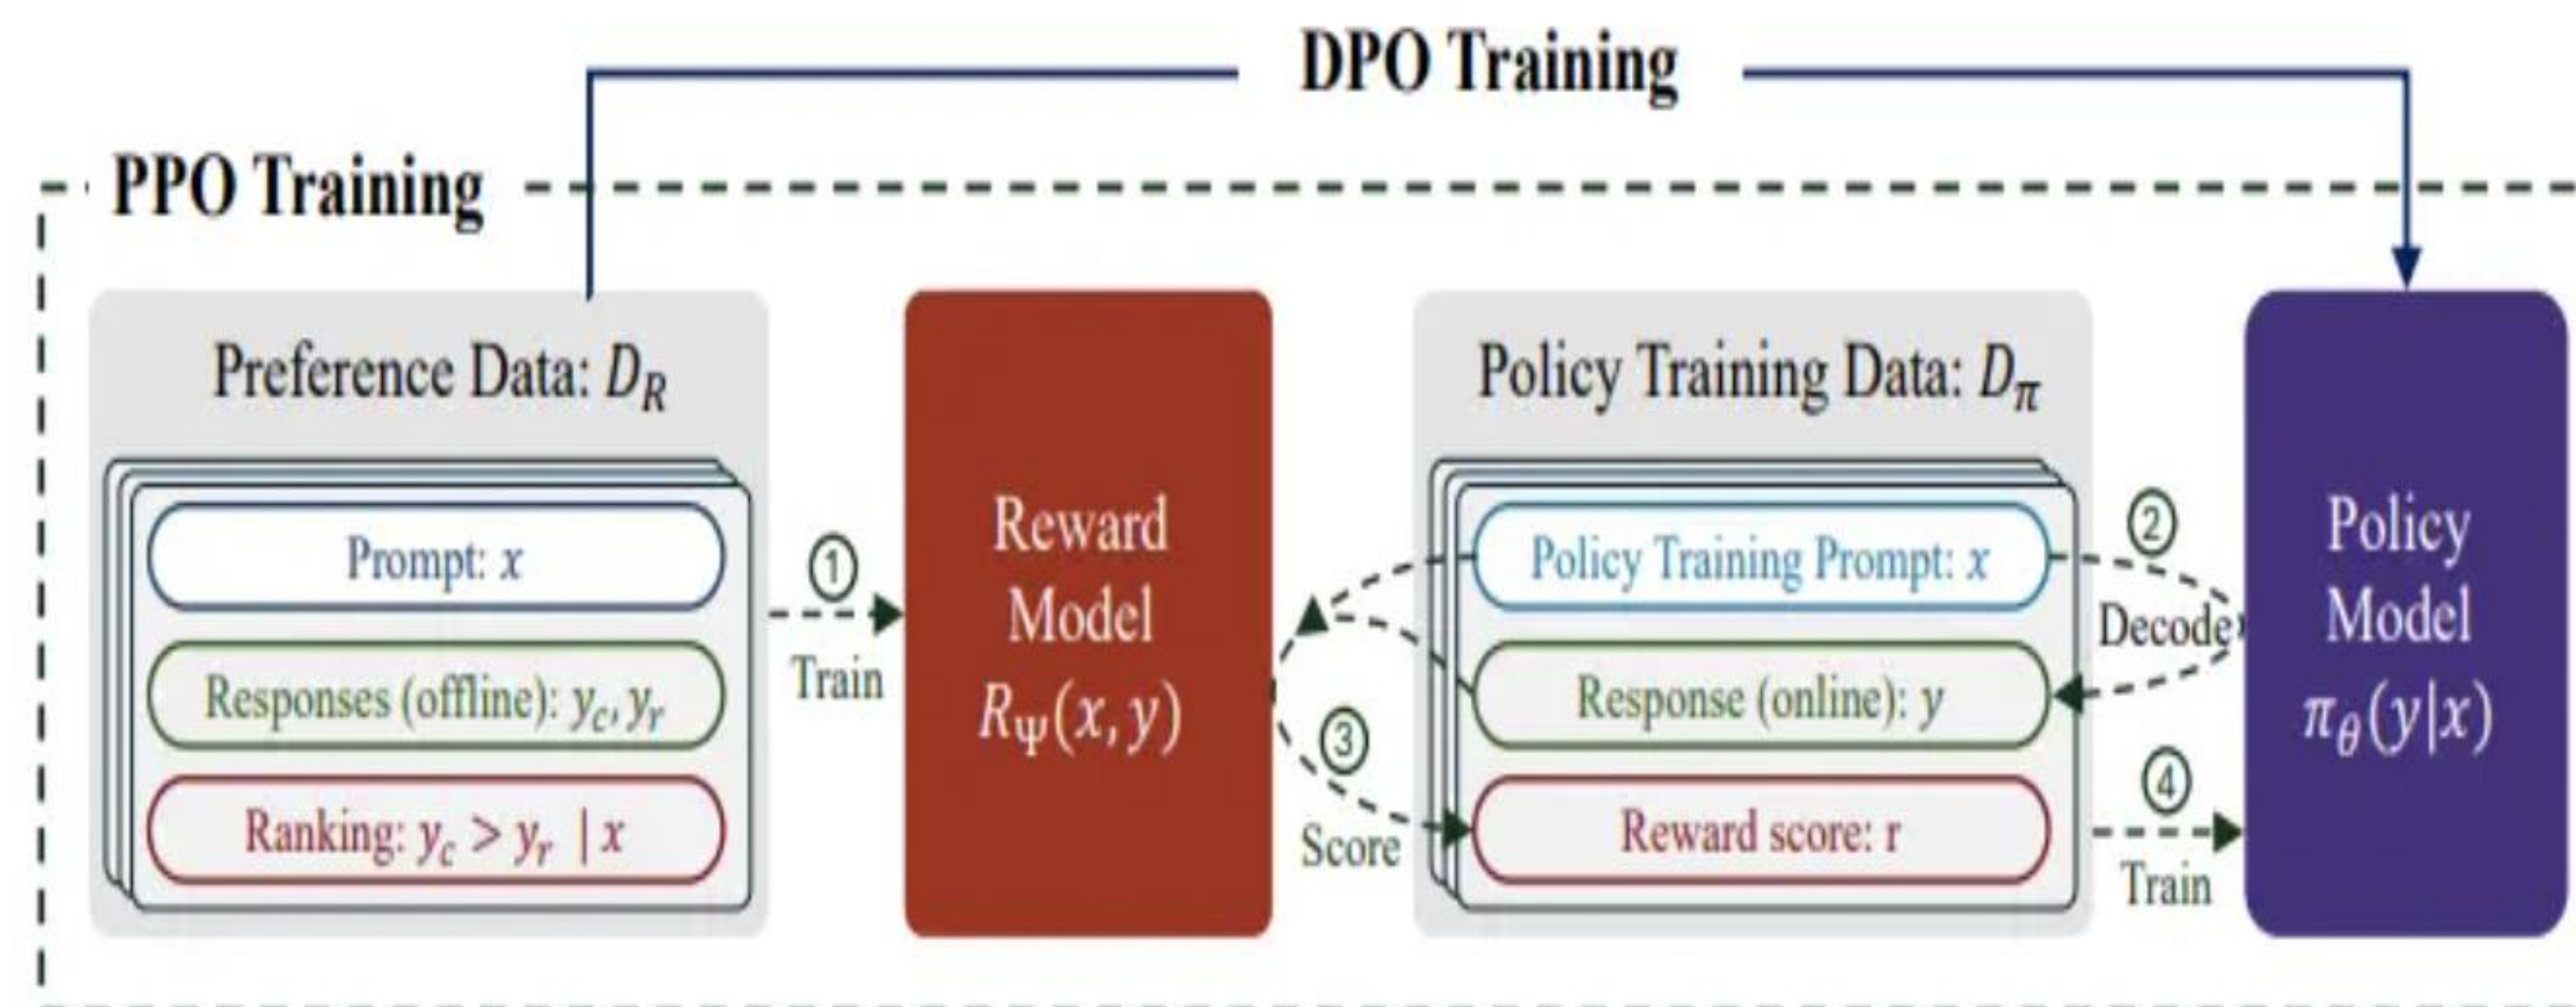 DPO Training
PPO Training
Preference Data: D_R
Prompt: x
Responses (offline): y_c, y_r
Ranking: y_c > y_r | x
①
Train
Reward
Model
R_Ψ(x, y)
③
Score
Policy Training Data: D_π
Policy Training Prompt: x
Response (online): y
Reward score: r
②
Decode
④
Train
Policy
Model
π_θ(y|x)